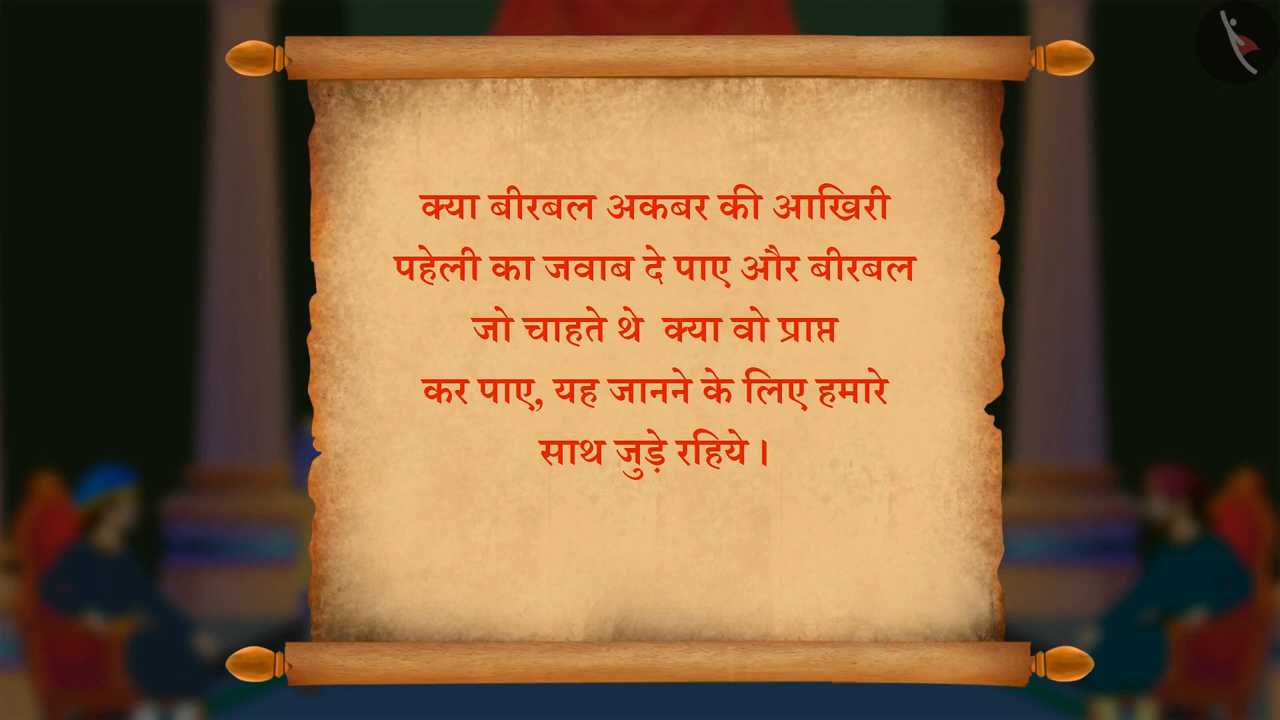 क्या बीरबल अकबर की आखिरी
पहेली का जवाब दे पाए और बीरबल
जो चाहते थे  क्या वो प्राप्त
कर पाए, यह जानने के लिए हमारे
साथ जुड़े रहिये ।